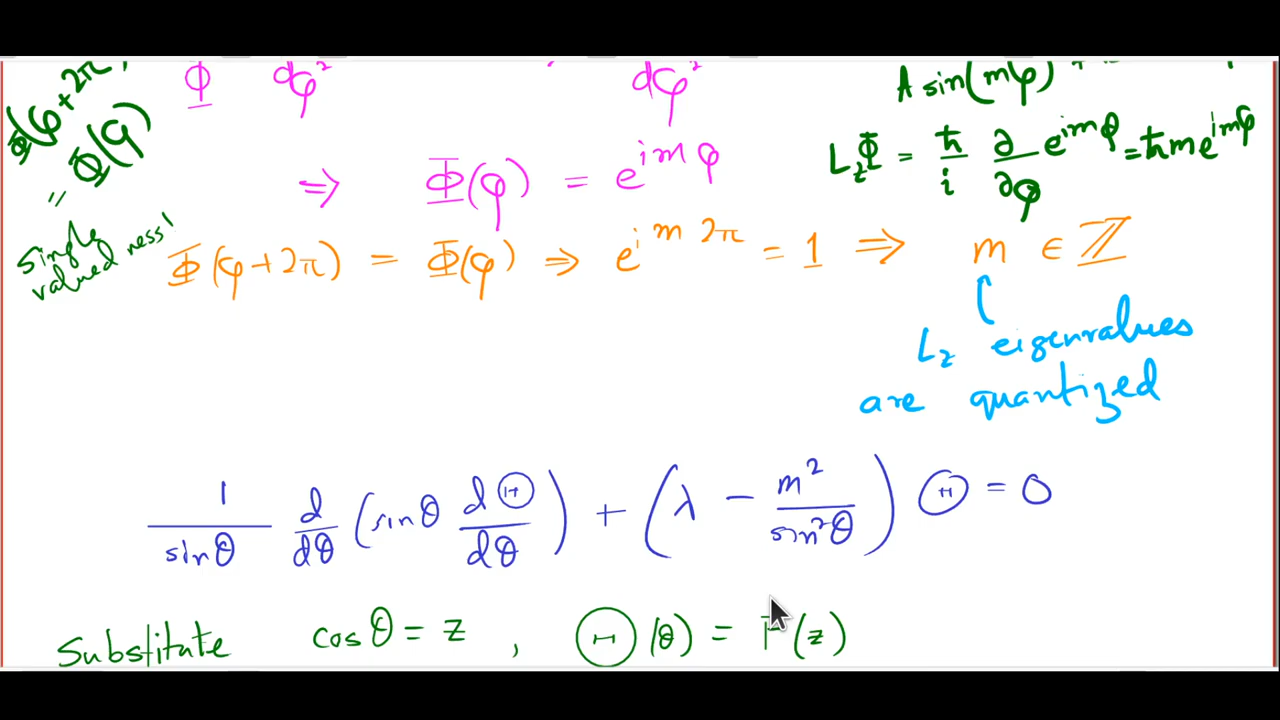 Φ(φ+2π)
= Φ(φ)
single valuedness!
Φ dφ² dφ²
A sin(mφ) +
L_z Φ = ħ/i ∂/∂φ e^{imφ} = ħm e^{imφ}
⇒ Φ(φ) = e^{imφ}
Φ(φ+2π) = Φ(φ) ⇒ e^{im2π} = 1 ⇒ m ∈ ℤ
L_z eigenvalues
are quantized
1/sinθ d/dθ (sinθ dΘ/dθ) + (λ − m²/sin²θ) Θ = 0
Substitute cosθ = z , Θ(θ) = P(z)